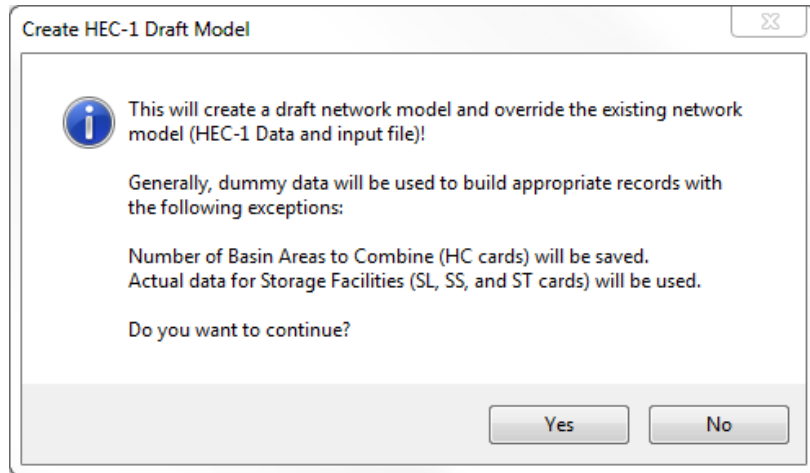 Create HEC-1 Draft Model
This will create a draft network model and override the existing network
model (HEC-1 Data and input file)!
Generally, dummy data will be used to build appropriate records with
the following exceptions:
Number of Basin Areas to Combine (HC cards) will be saved.
Actual data for Storage Facilities (SL, SS, and ST cards) will be used.
Do you want to continue?
Yes
No